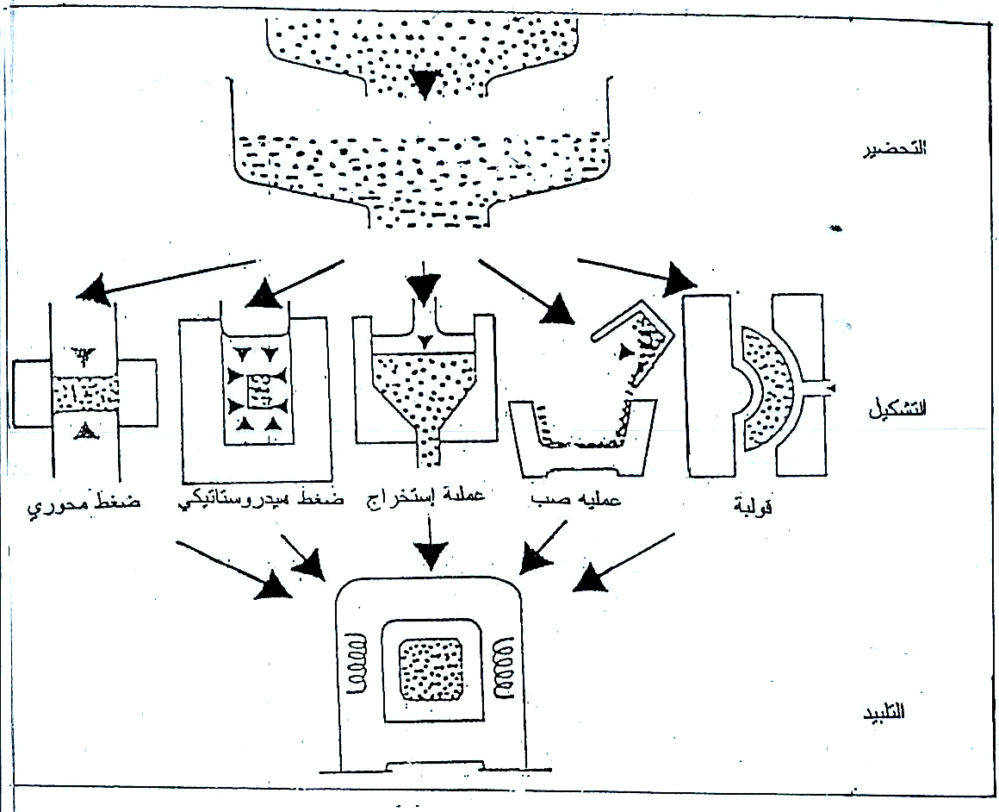 التحضير
التشكيل
قولبة
عمليه صب
عملية إستخراج
ضغط هيدروستاتيكي
ضغط محوري
التلبيد